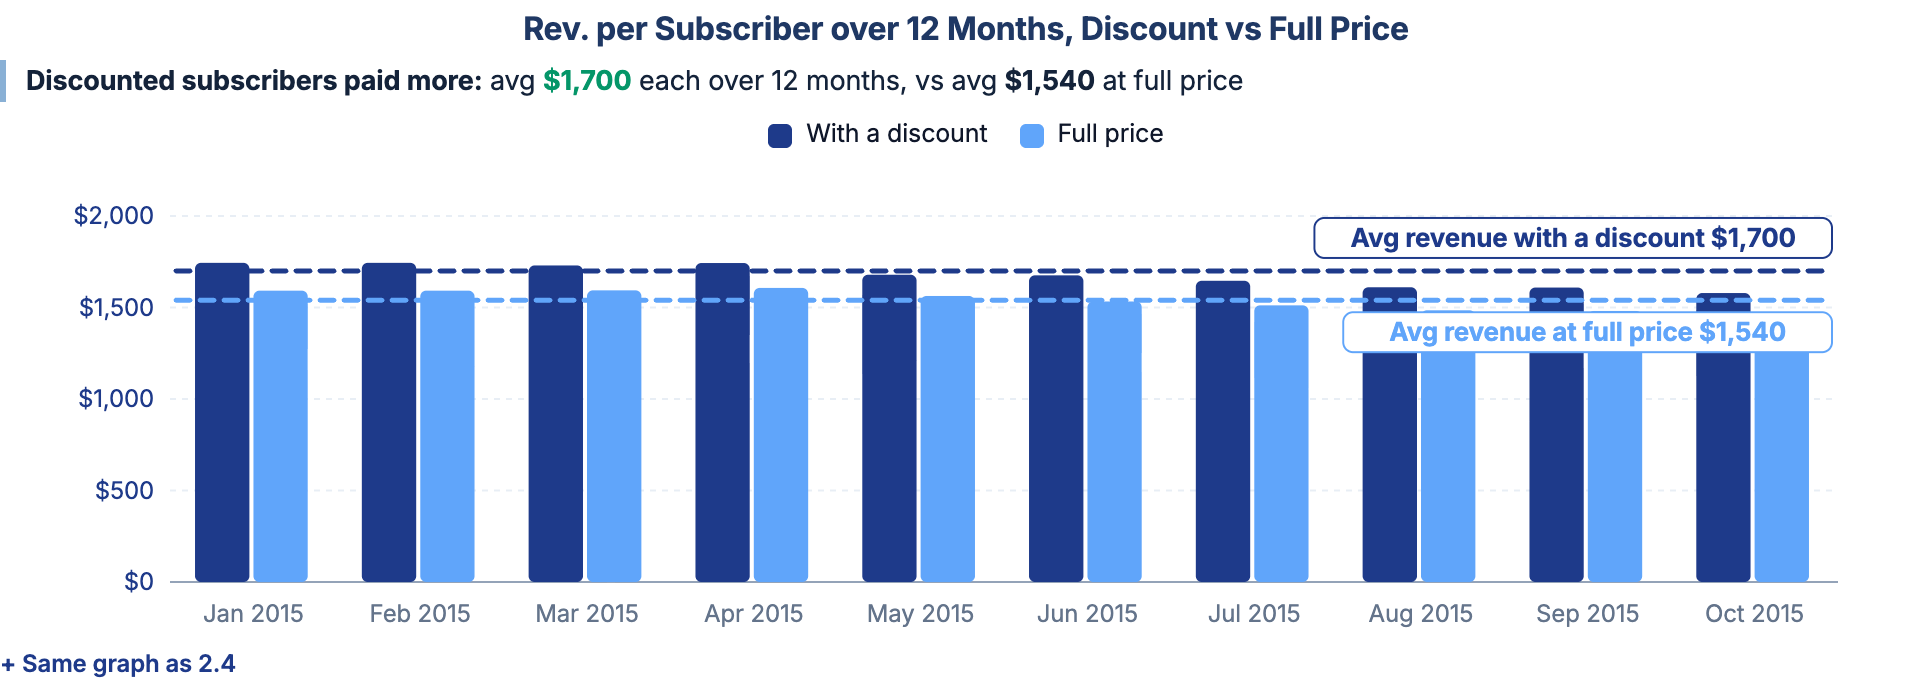 Rev. per Subscriber over 12 Months, Discount vs Full Price
Discounted subscribers paid more: avg $1,700 each over 12 months, vs avg $1,540 at full price
With a discount Full price
$2,000
Avg revenue with a discount $1,700
$1,500
Avg revenue at full price $1,540
$1,000
$500
$0
Jan 2015 Feb 2015 Mar 2015 Apr 2015 May 2015 Jun 2015 Jul 2015 Aug 2015 Sep 2015 Oct 2015
+ Same graph as 2.4